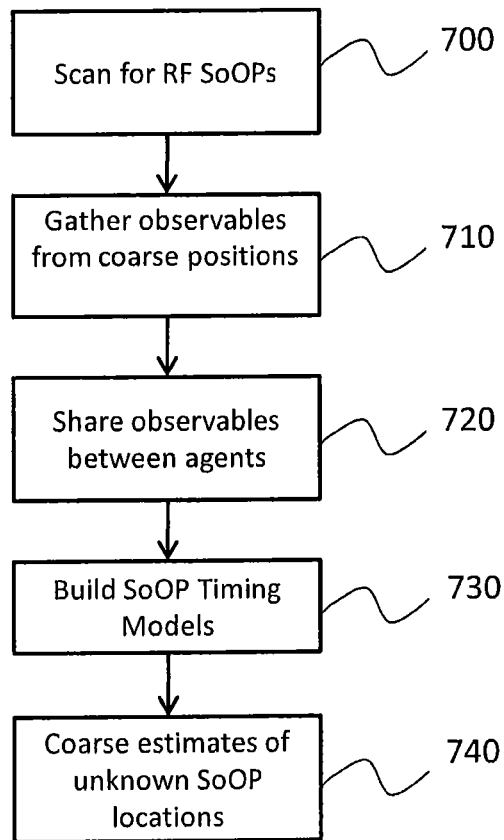 Scan for RF SoOPs
700
Gather observables
from coarse positions
710
Share observables
between agents
720
Build SoOP Timing
Models
730
Coarse estimates of
unknown SoOP
locations
740